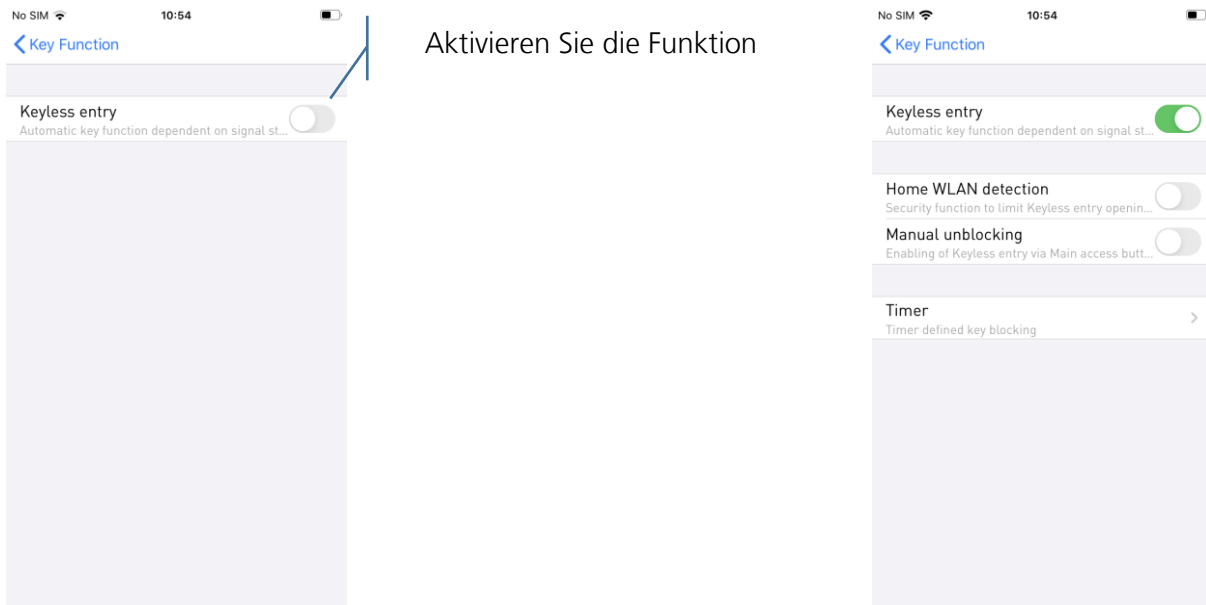 No SIM 10:54
Key Function
Keyless entry
Automatic key function dependent on signal st...
Aktivieren Sie die Funktion
No SIM 10:54
Key Function
Keyless entry
Automatic key function dependent on signal st...
Home WLAN detection
Security function to limit Keyless entry openin...
Manual unblocking
Enabling of Keyless entry via Main access butt...
Timer
Timer defined key blocking